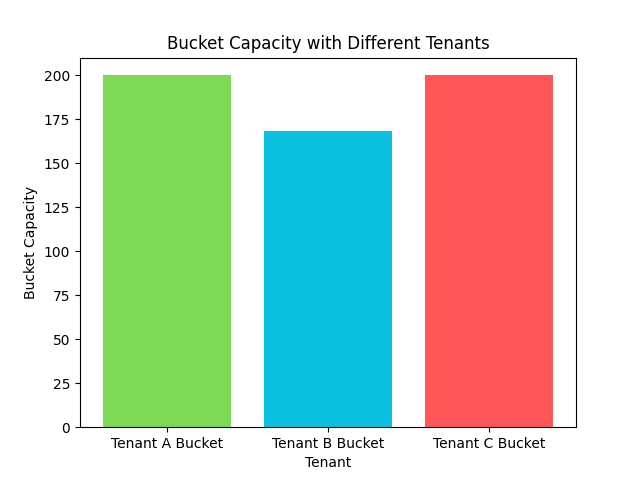 Bucket Capacity with Different Tenants
200
175
150
125
100
75
50
25
0
Bucket Capacity
Tenant A Bucket Tenant B Bucket Tenant C Bucket
Tenant